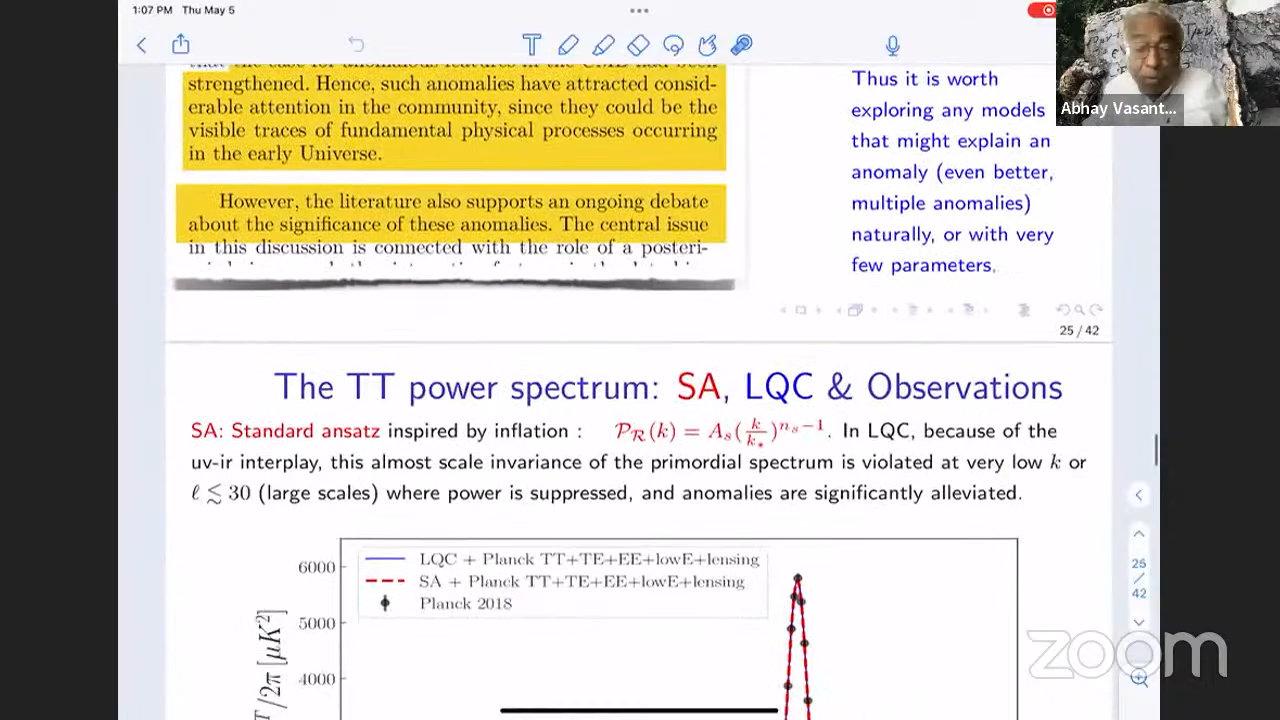 1:07 PM Thu May 5
strengthened. Hence, such anomalies have attracted consid-
erable attention in the community, since they could be the
visible traces of fundamental physical processes occurring
in the early Universe.
However, the literature also supports an ongoing debate
about the significance of these anomalies. The central issue
in this discussion is connected with the role of a posteri-
Thus it is worth
exploring any models
that might explain an
anomaly (even better,
multiple anomalies)
naturally, or with very
few parameters.
Abhay Vasant...
25 / 42
The TT power spectrum: SA, LQC & Observations
SA: Standard ansatz inspired by inflation : 𝒫_ℛ(k) = A_s(k/k_⋆)^{n_s−1}. In LQC, because of the
uv-ir interplay, this almost scale invariance of the primordial spectrum is violated at very low k or
ℓ ≲ 30 (large scales) where power is suppressed, and anomalies are significantly alleviated.
LQC + Planck TT+TE+EE+lowE+lensing
SA + Planck TT+TE+EE+lowE+lensing
Planck 2018
6000
5000
4000
/2π [μK²]
25
/
42
zoom